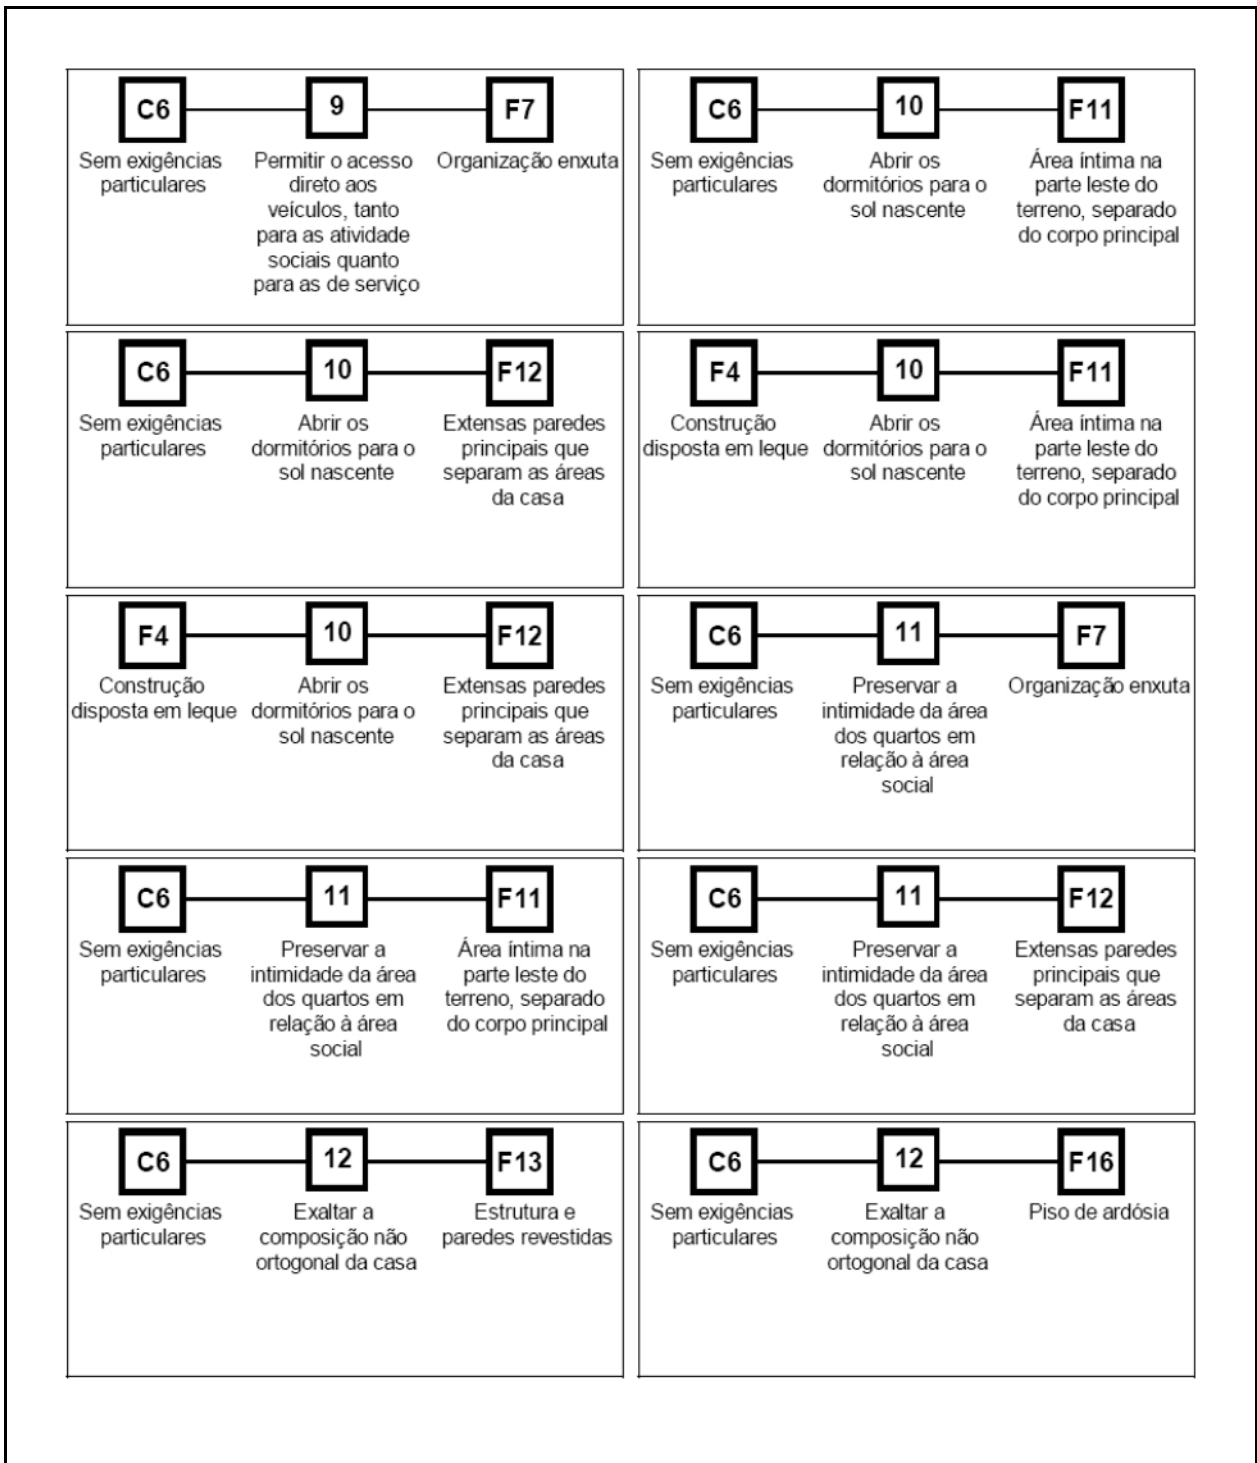 C6 9 F7
Sem exigências
particulares
Permitir o acesso
direto aos
veículos, tanto
para as atividade
sociais quanto
para as de serviço
Organização enxuta
C6 10 F11
Sem exigências
particulares
Abrir os
dormitórios para o
sol nascente
Área íntima na
parte leste do
terreno, separado
do corpo principal
C6 10 F12
Sem exigências
particulares
Abrir os
dormitórios para o
sol nascente
Extensas paredes
principais que
separam as áreas
da casa
F4 10 F11
Construção
disposta em leque
Abrir os
dormitórios para o
sol nascente
Área íntima na
parte leste do
terreno, separado
do corpo principal
F4 10 F12
Construção
disposta em leque
Abrir os
dormitórios para o
sol nascente
Extensas paredes
principais que
separam as áreas
da casa
C6 11 F7
Sem exigências
particulares
Preservar a
intimidade da área
dos quartos em
relação à área
social
Organização enxuta
C6 11 F11
Sem exigências
particulares
Preservar a
intimidade da área
dos quartos em
relação à área
social
Área íntima na
parte leste do
terreno, separado
do corpo principal
C6 11 F12
Sem exigências
particulares
Preservar a
intimidade da área
dos quartos em
relação à área
social
Extensas paredes
principais que
separam as áreas
da casa
C6 12 F13
Sem exigências
particulares
Exaltar a
composição não
ortogonal da casa
Estrutura e
paredes revestidas
C6 12 F16
Sem exigências
particulares
Exaltar a
composição não
ortogonal da casa
Piso de ardósia